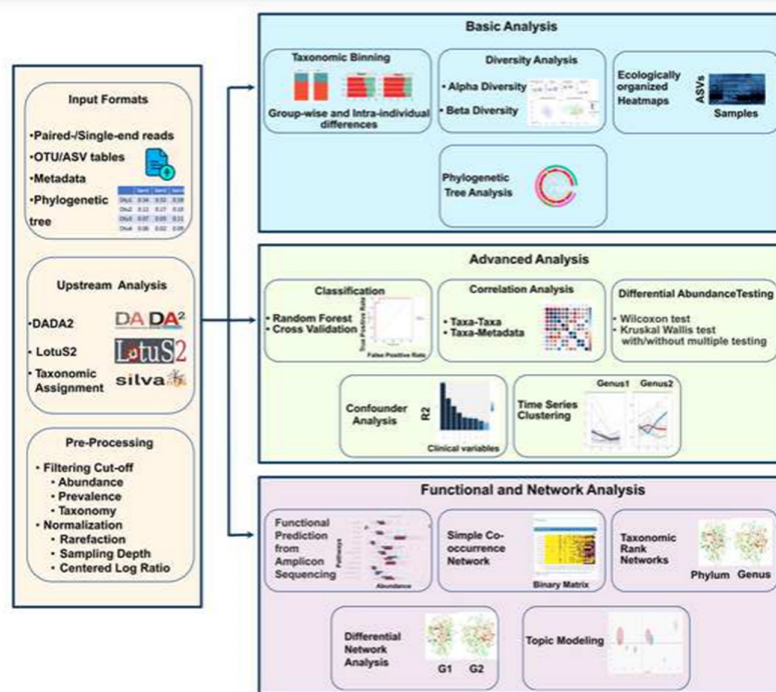 Input Formats
•Paired-/Single-end reads
•OTU/ASV tables
•Metadata
•Phylogenetic
tree
Upstream Analysis
•DADA2
DADA2
•LotuS2
LotuS2
•Taxonomic
Assignment
silva
Pre-Processing
• Filtering Cut-off
• Abundance
• Prevalence
• Taxonomy
• Normalization
• Rarefaction
• Sampling Depth
• Centered Log Ratio
Basic Analysis
Taxonomic Binning
Group-wise and Intra-individual
differences
Diversity Analysis
• Alpha Diversity
• Beta Diversity
Ecologically
organized
Heatmaps
ASVs
Samples
Phylogenetic
Tree Analysis
Advanced Analysis
Classification
• Random Forest
• Cross Validation
True Positive Rate
False Positive Rate
Correlation Analysis
• Taxa-Taxa
• Taxa-Metadata
Differential AbundanceTesting
• Wilcoxon test
• Kruskal Wallis test
with/without multiple testing
Confounder
Analysis
R2
Clinical variables
Time Series
Clustering
Genus1
Genus2
Functional and Network Analysis
Functional
Prediction
from
Amplicon
Sequencing
Pathways
Abundance
Simple Co-
occurrence
Network
Binary Matrix
Taxonomic
Rank
Networks
Phylum
Genus
Differential
Network
Analysis
G1
G2
Topic Modeling